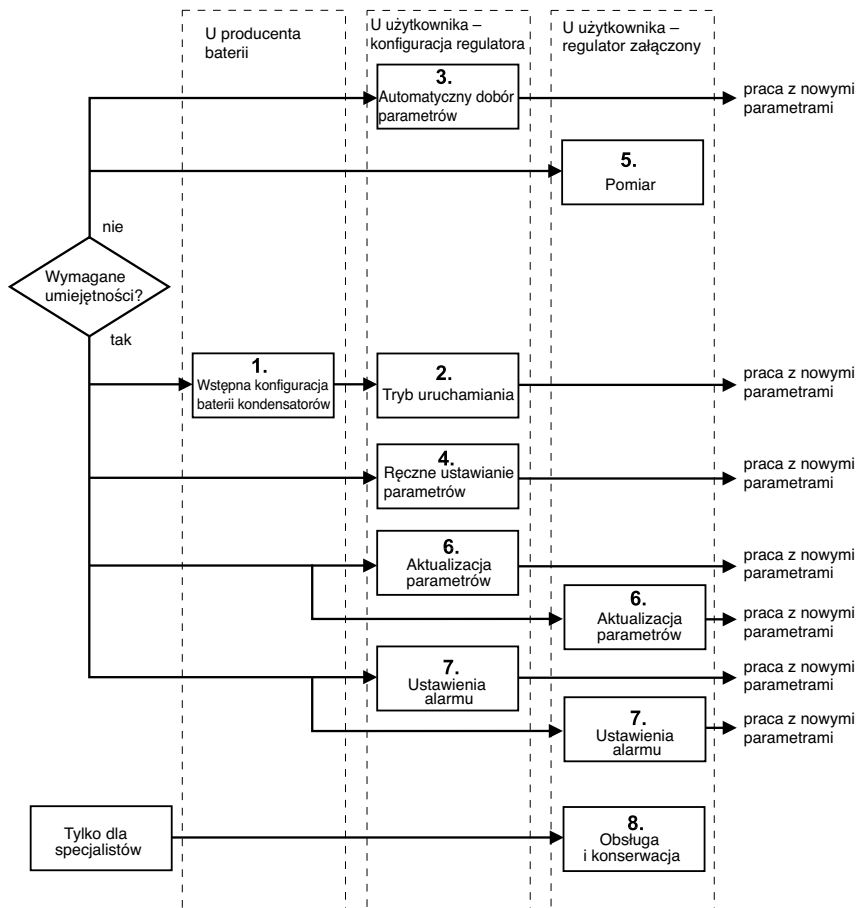 U producenta
baterii
U użytkownika –
konfiguracja regulatora
U użytkownika –
regulator załączony
3.
Automatyczny dobór
parametrów
praca z nowymi
parametrami
5.
Pomiar
nie
Wymagane
umiejętności?
tak
1.
Wstępna konfiguracja
baterii kondensatorów
2.
Tryb uruchamiania
praca z nowymi
parametrami
4.
Ręczne ustawianie
parametrów
praca z nowymi
parametrami
6.
Aktualizacja
parametrów
praca z nowymi
parametrami
6.
Aktualizacja
parametrów
praca z nowymi
parametrami
7.
Ustawienia
alarmu
praca z nowymi
parametrami
7.
Ustawienia
alarmu
praca z nowymi
parametrami
Tylko dla
specjalistów
8.
Obsługa
i konserwacja